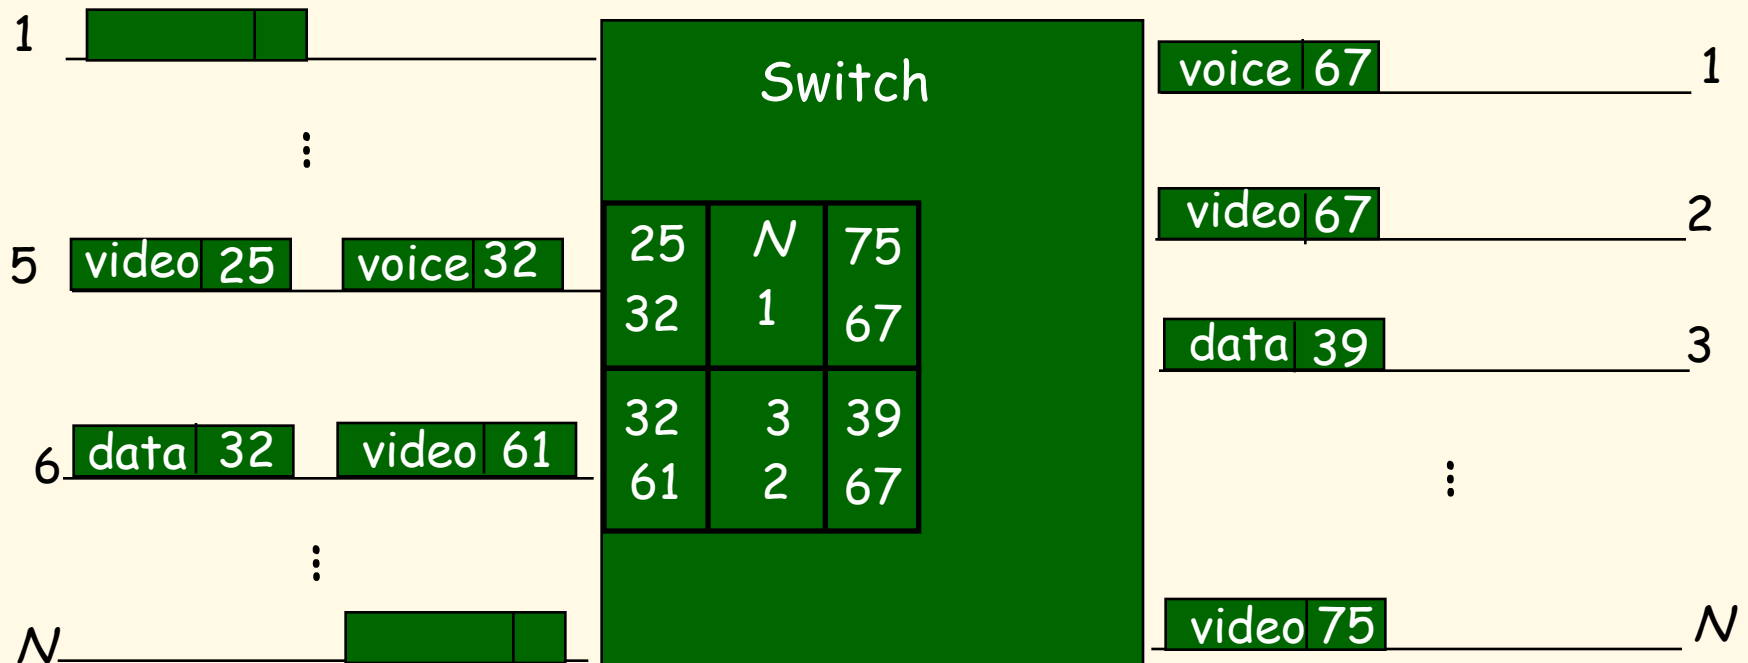 1
Switch
voice 67 1
video 67 2
5 video 25 voice 32
25 N 75
32 1 67
data 39 3
6 data 32 video 61
32 3 39
61 2 67
N
video 75 N